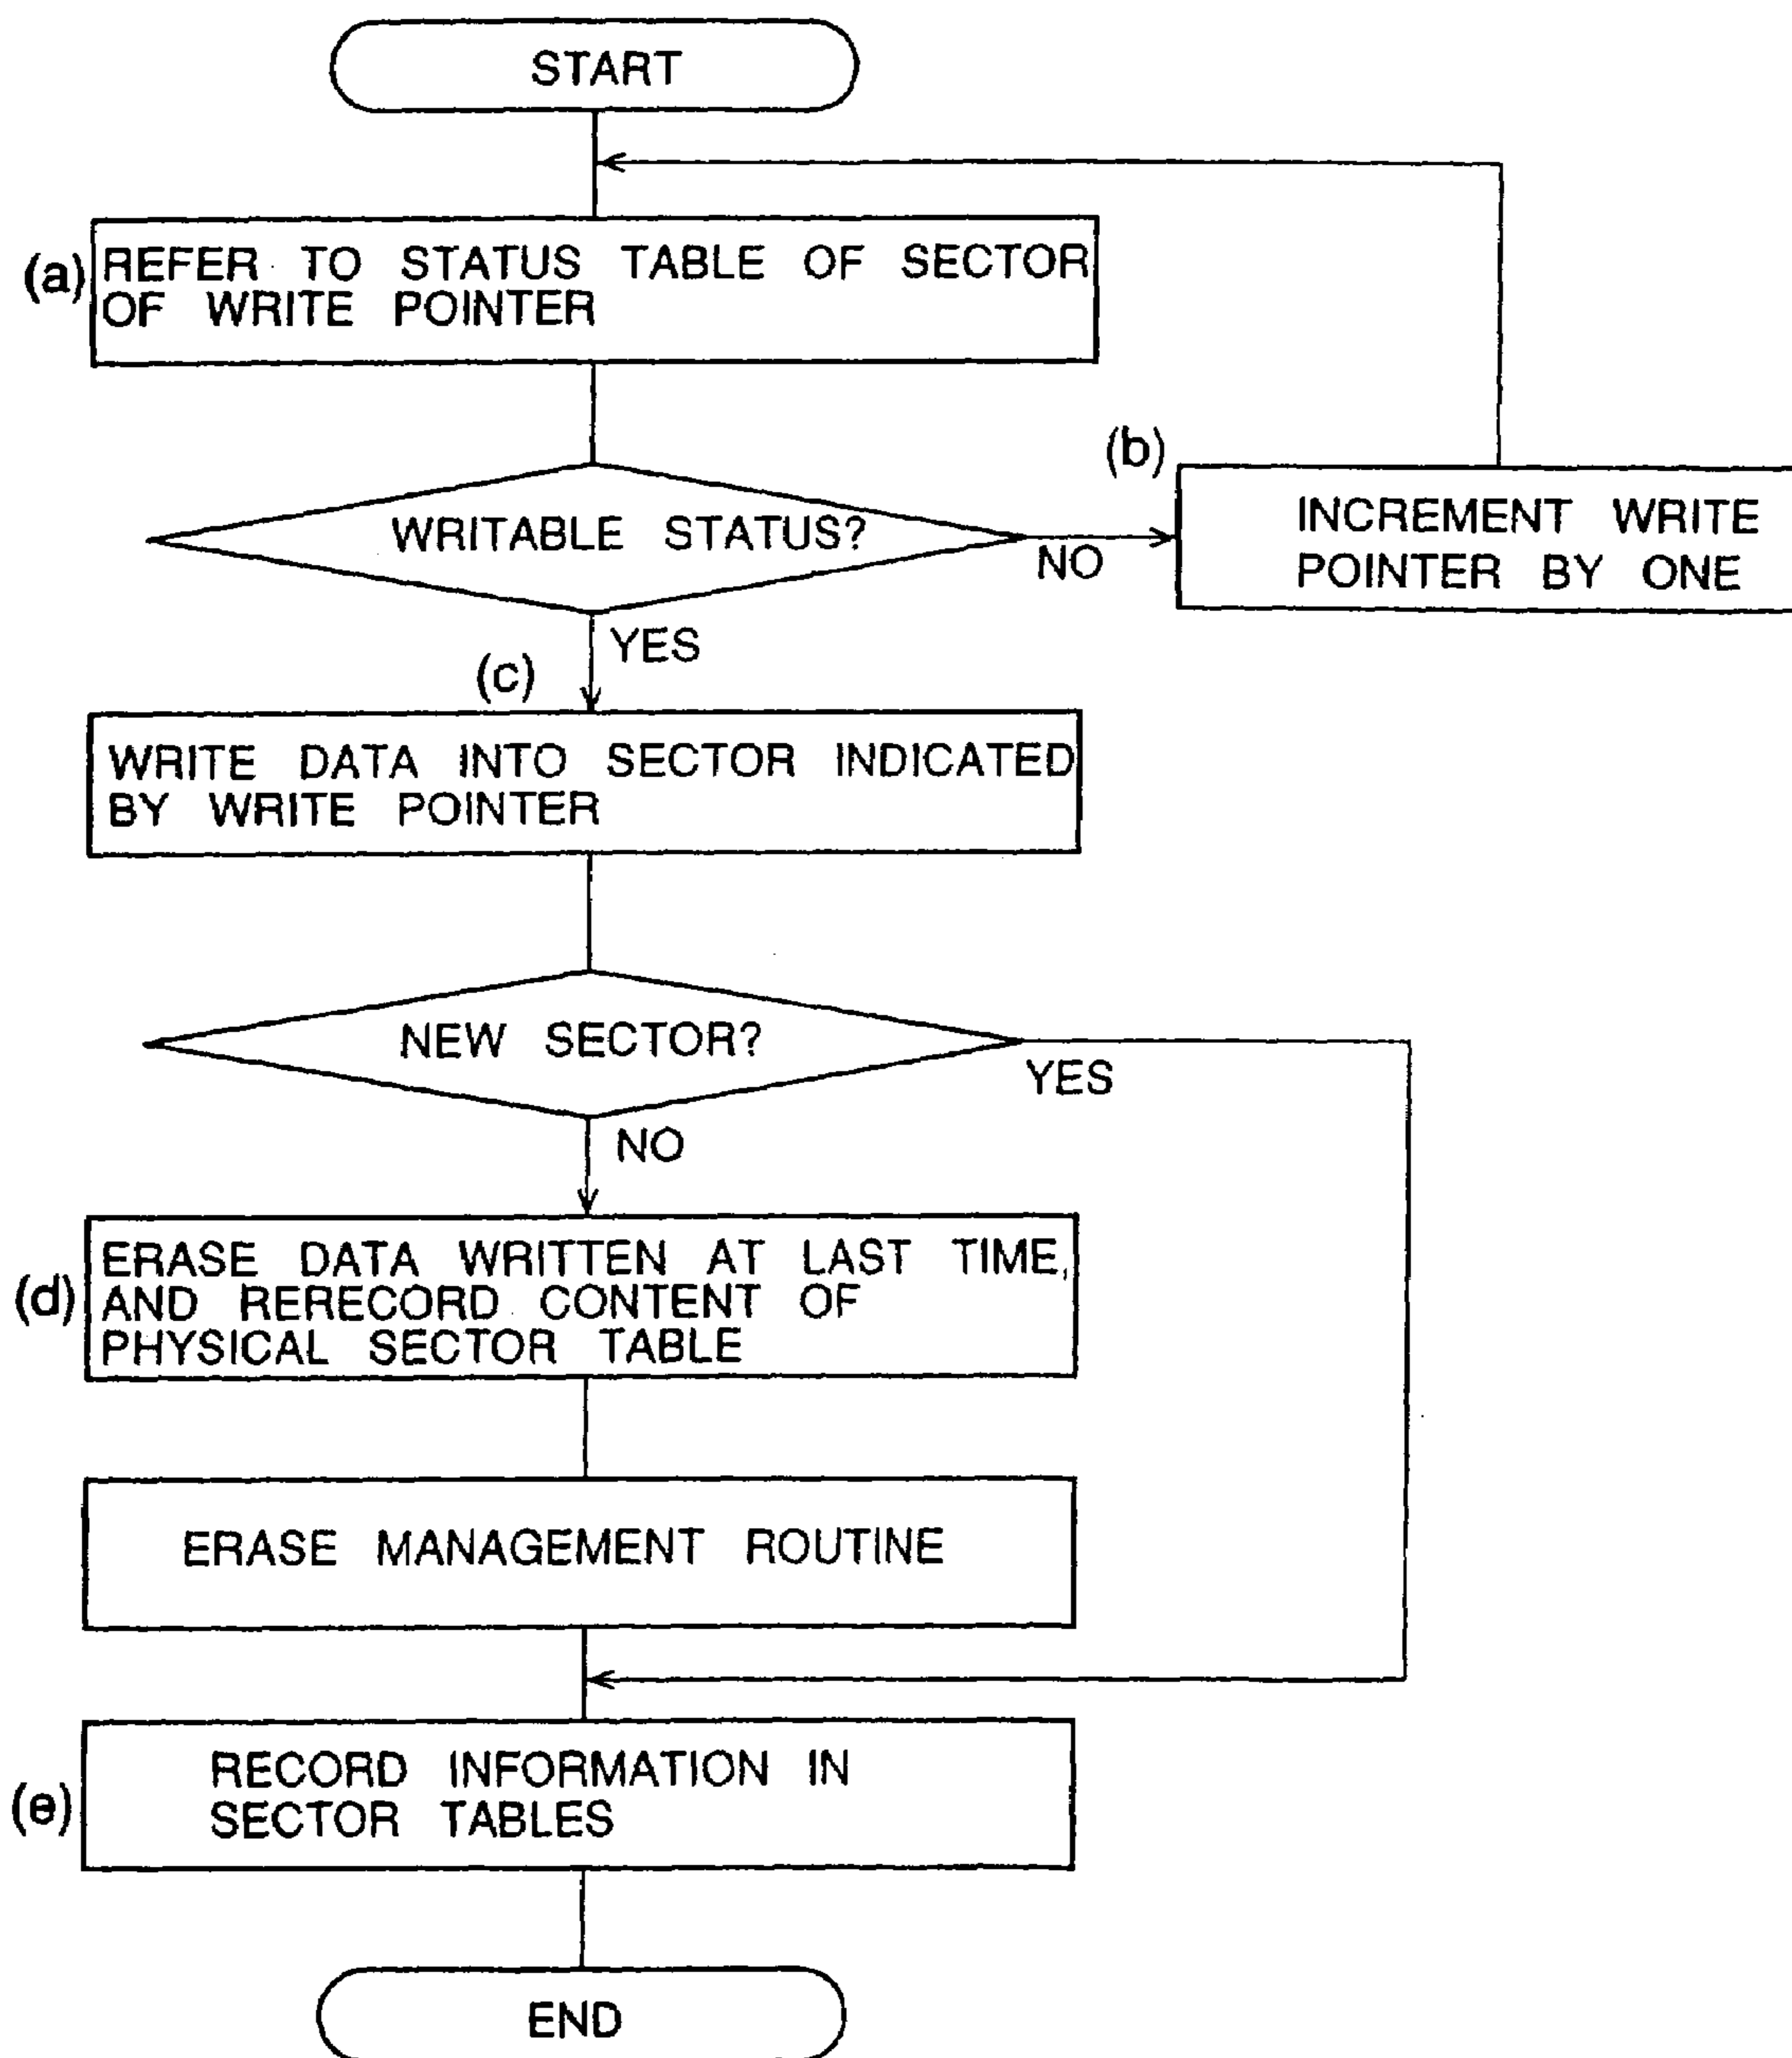 START
(a)
REFER TO STATUS TABLE OF SECTOR
OF WRITE POINTER
WRITABLE STATUS?
NO
(b)
INCREMENT WRITE
POINTER BY ONE
YES
(c)
WRITE DATA INTO SECTOR INDICATED
BY WRITE POINTER
NEW SECTOR?
YES
NO
(d)
ERASE DATA WRITTEN AT LAST TIME,
AND RERECORD CONTENT OF
PHYSICAL SECTOR TABLE
ERASE MANAGEMENT ROUTINE
(e)
RECORD INFORMATION IN
SECTOR TABLES
END